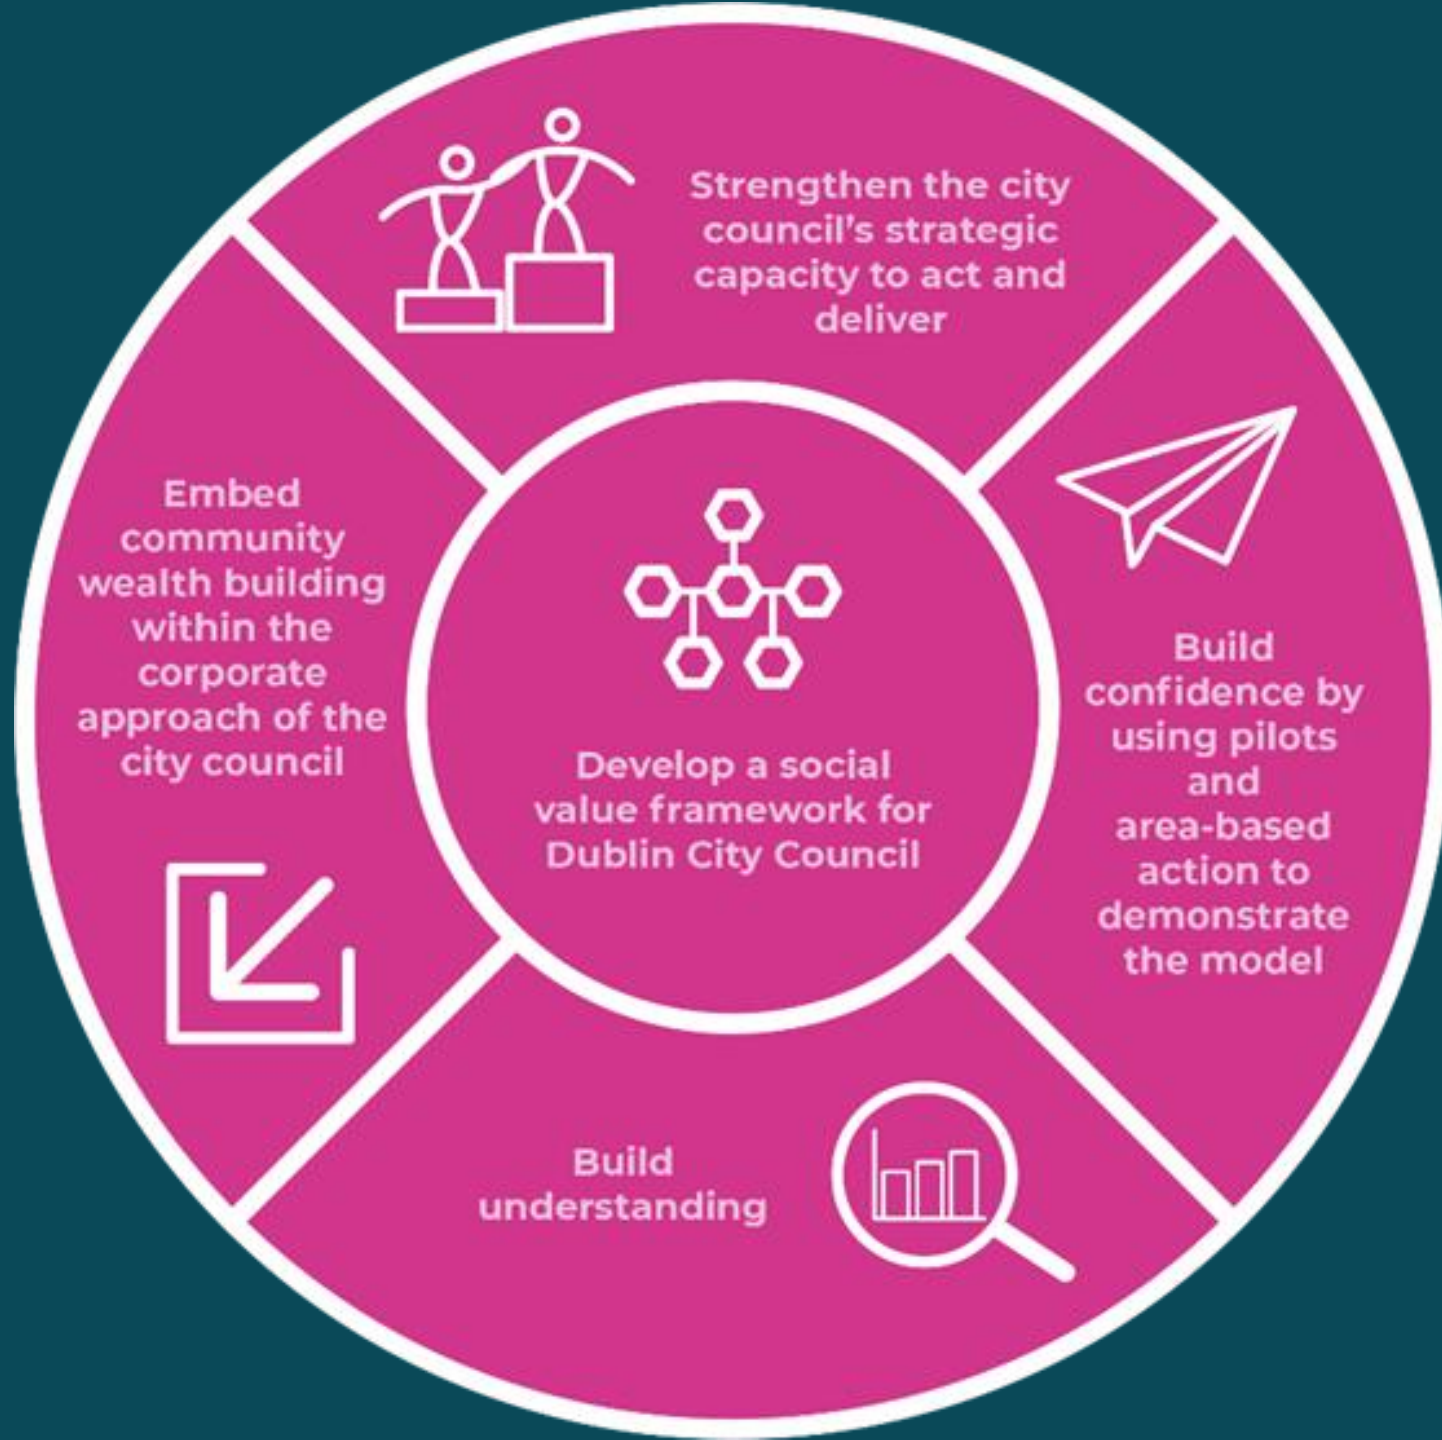 Strengthen the city
council's strategic
capacity to act and
deliver
Embed
community
wealth building
within the
corporate
approach of the
city council
Develop a social
value framework for
Dublin City Council
Build
confidence by
using pilots
and
area-based
action to
demonstrate
the model
Build
understanding